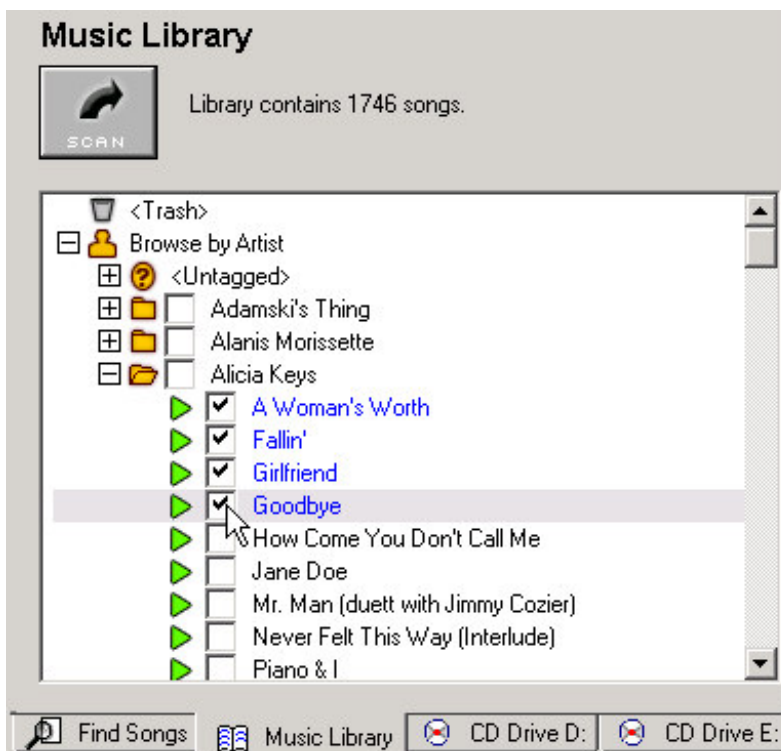 Music Library
SCAN
Library contains 1746 songs.
<Trash>
Browse by Artist
<Untagged>
Adamski's Thing
Alanis Morissette
Alicia Keys
A Woman's Worth
Fallin'
Girlfriend
Goodbye
How Come You Don't Call Me
Jane Doe
Mr. Man (duett with Jimmy Cozier)
Never Felt This Way (Interlude)
Piano & I
Find Songs Music Library CD Drive D: CD Drive E: